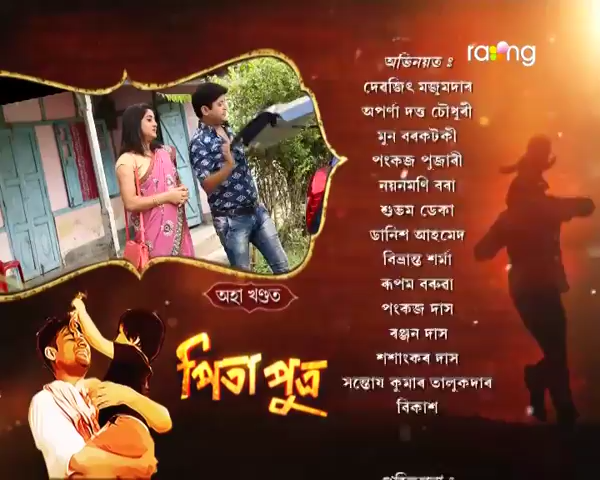 rang
অভিনয়ত ঃ
দেবজিৎ মজুমদাৰ
অপৰ্ণা দত্ত চৌধুৰী
মুন বৰকটকী
পংকজ পুজাৰী
নয়নমণি বৰা
শুভম ডেকা
ডানিশ আহমেদ
বিভ্ৰান্ত শৰ্মা
ৰূপম বৰুৱা
পংকজ দাস
ৰঞ্জন দাস
শশাংকৰ দাস
সন্তোষ কুমাৰ তালুকদাৰ
বিকাশ
অহা খণ্ডত
পিতা পুত্ৰ